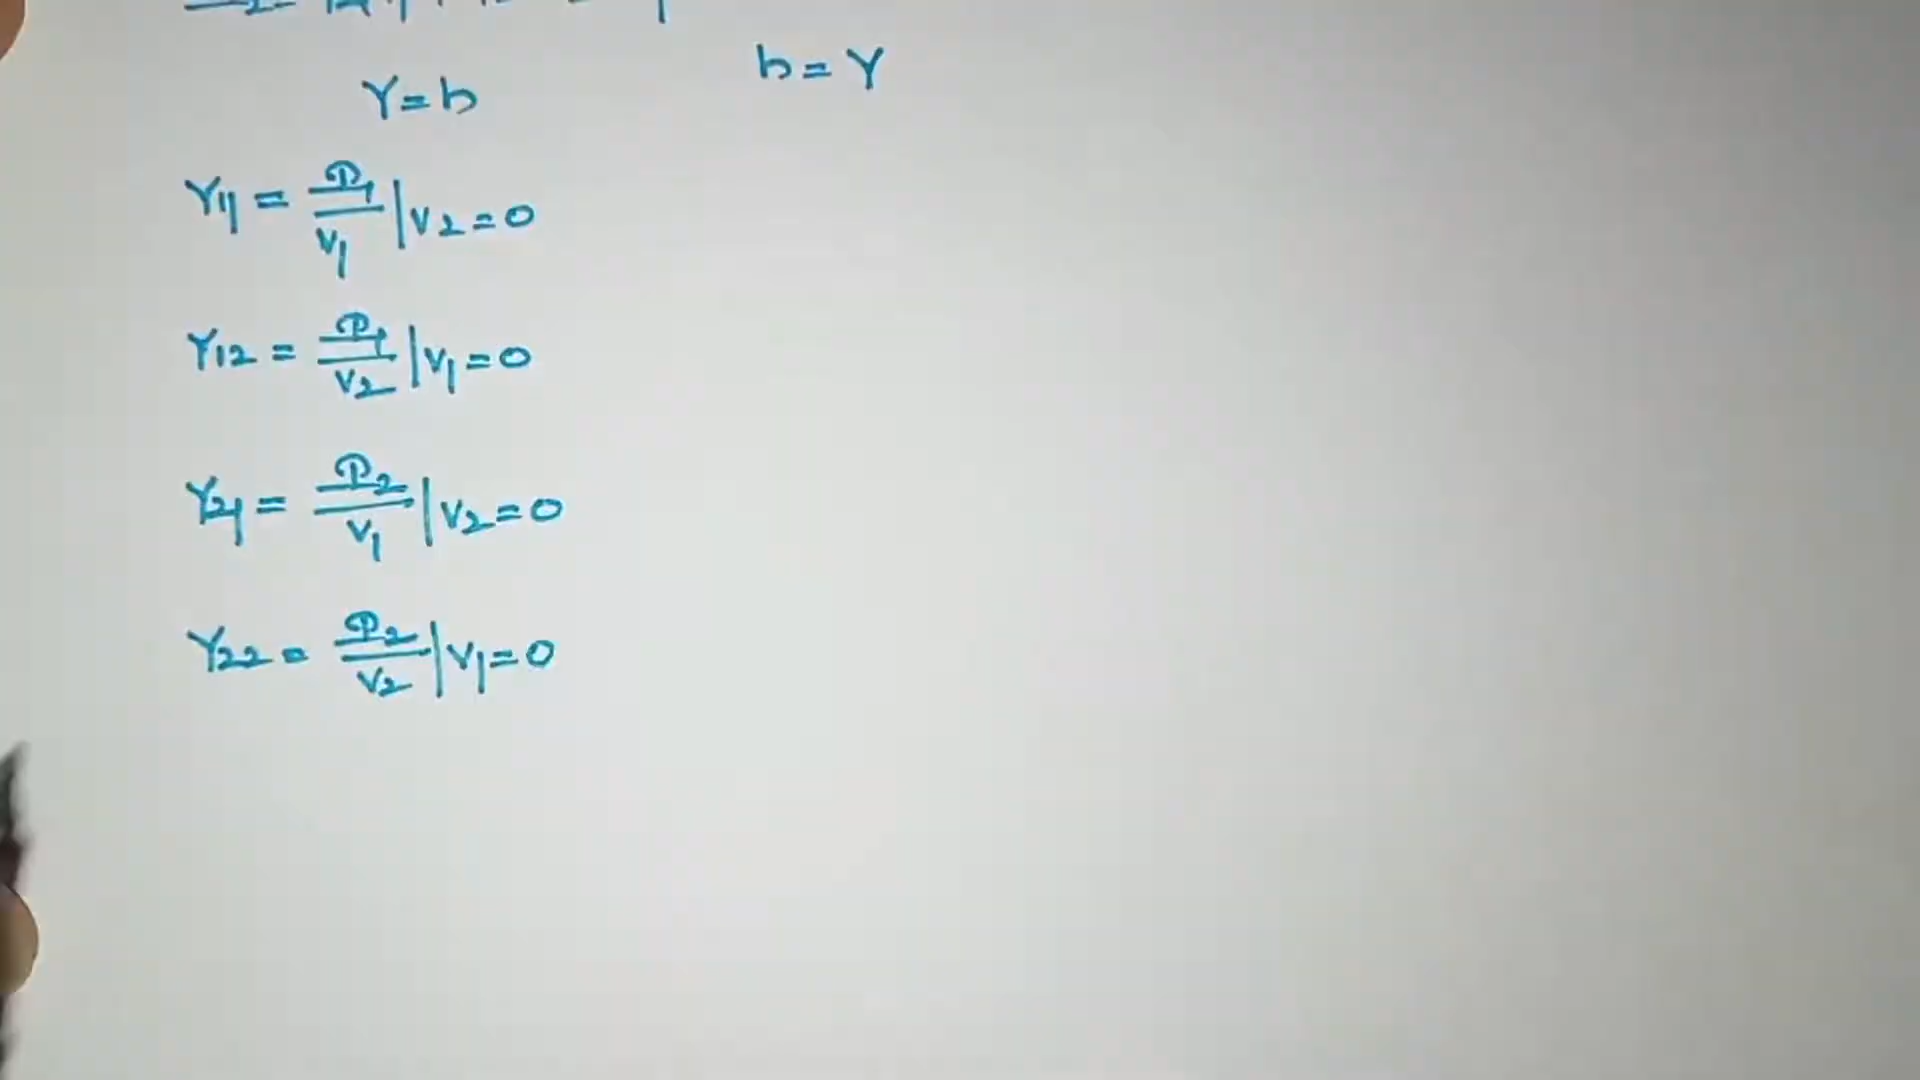 Y=h
h=Y
Y11 = I1/V1 | V2=0
Y12 = I1/V2 | V1=0
Y21 = I2/V1 | V2=0
Y22 = I2/V2 | V1=0